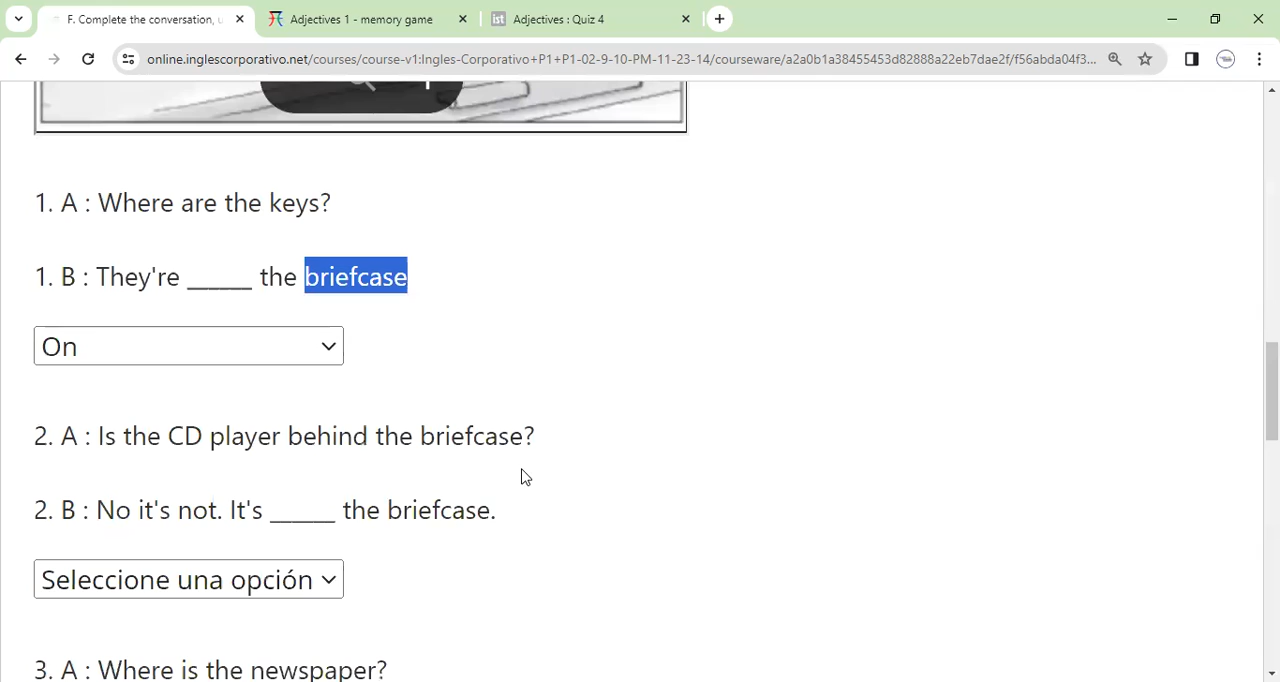 F. Complete the conversation, u
Adjectives 1 - memory game
ist
Adjectives : Quiz 4
online.inglescorporativo.net/courses/course-v1:Ingles-Corporativo+P1+P1-02-9-10-PM-11-23-14/courseware/a2a0b1a38455453d82888a22eb7dae2f/f56abda04f3...
1. A : Where are the keys?
1. B : They're ______ the briefcase
On
2. A : Is the CD player behind the briefcase?
2. B : No it's not. It's ______ the briefcase.
Seleccione una opción
3. A : Where is the newspaper?